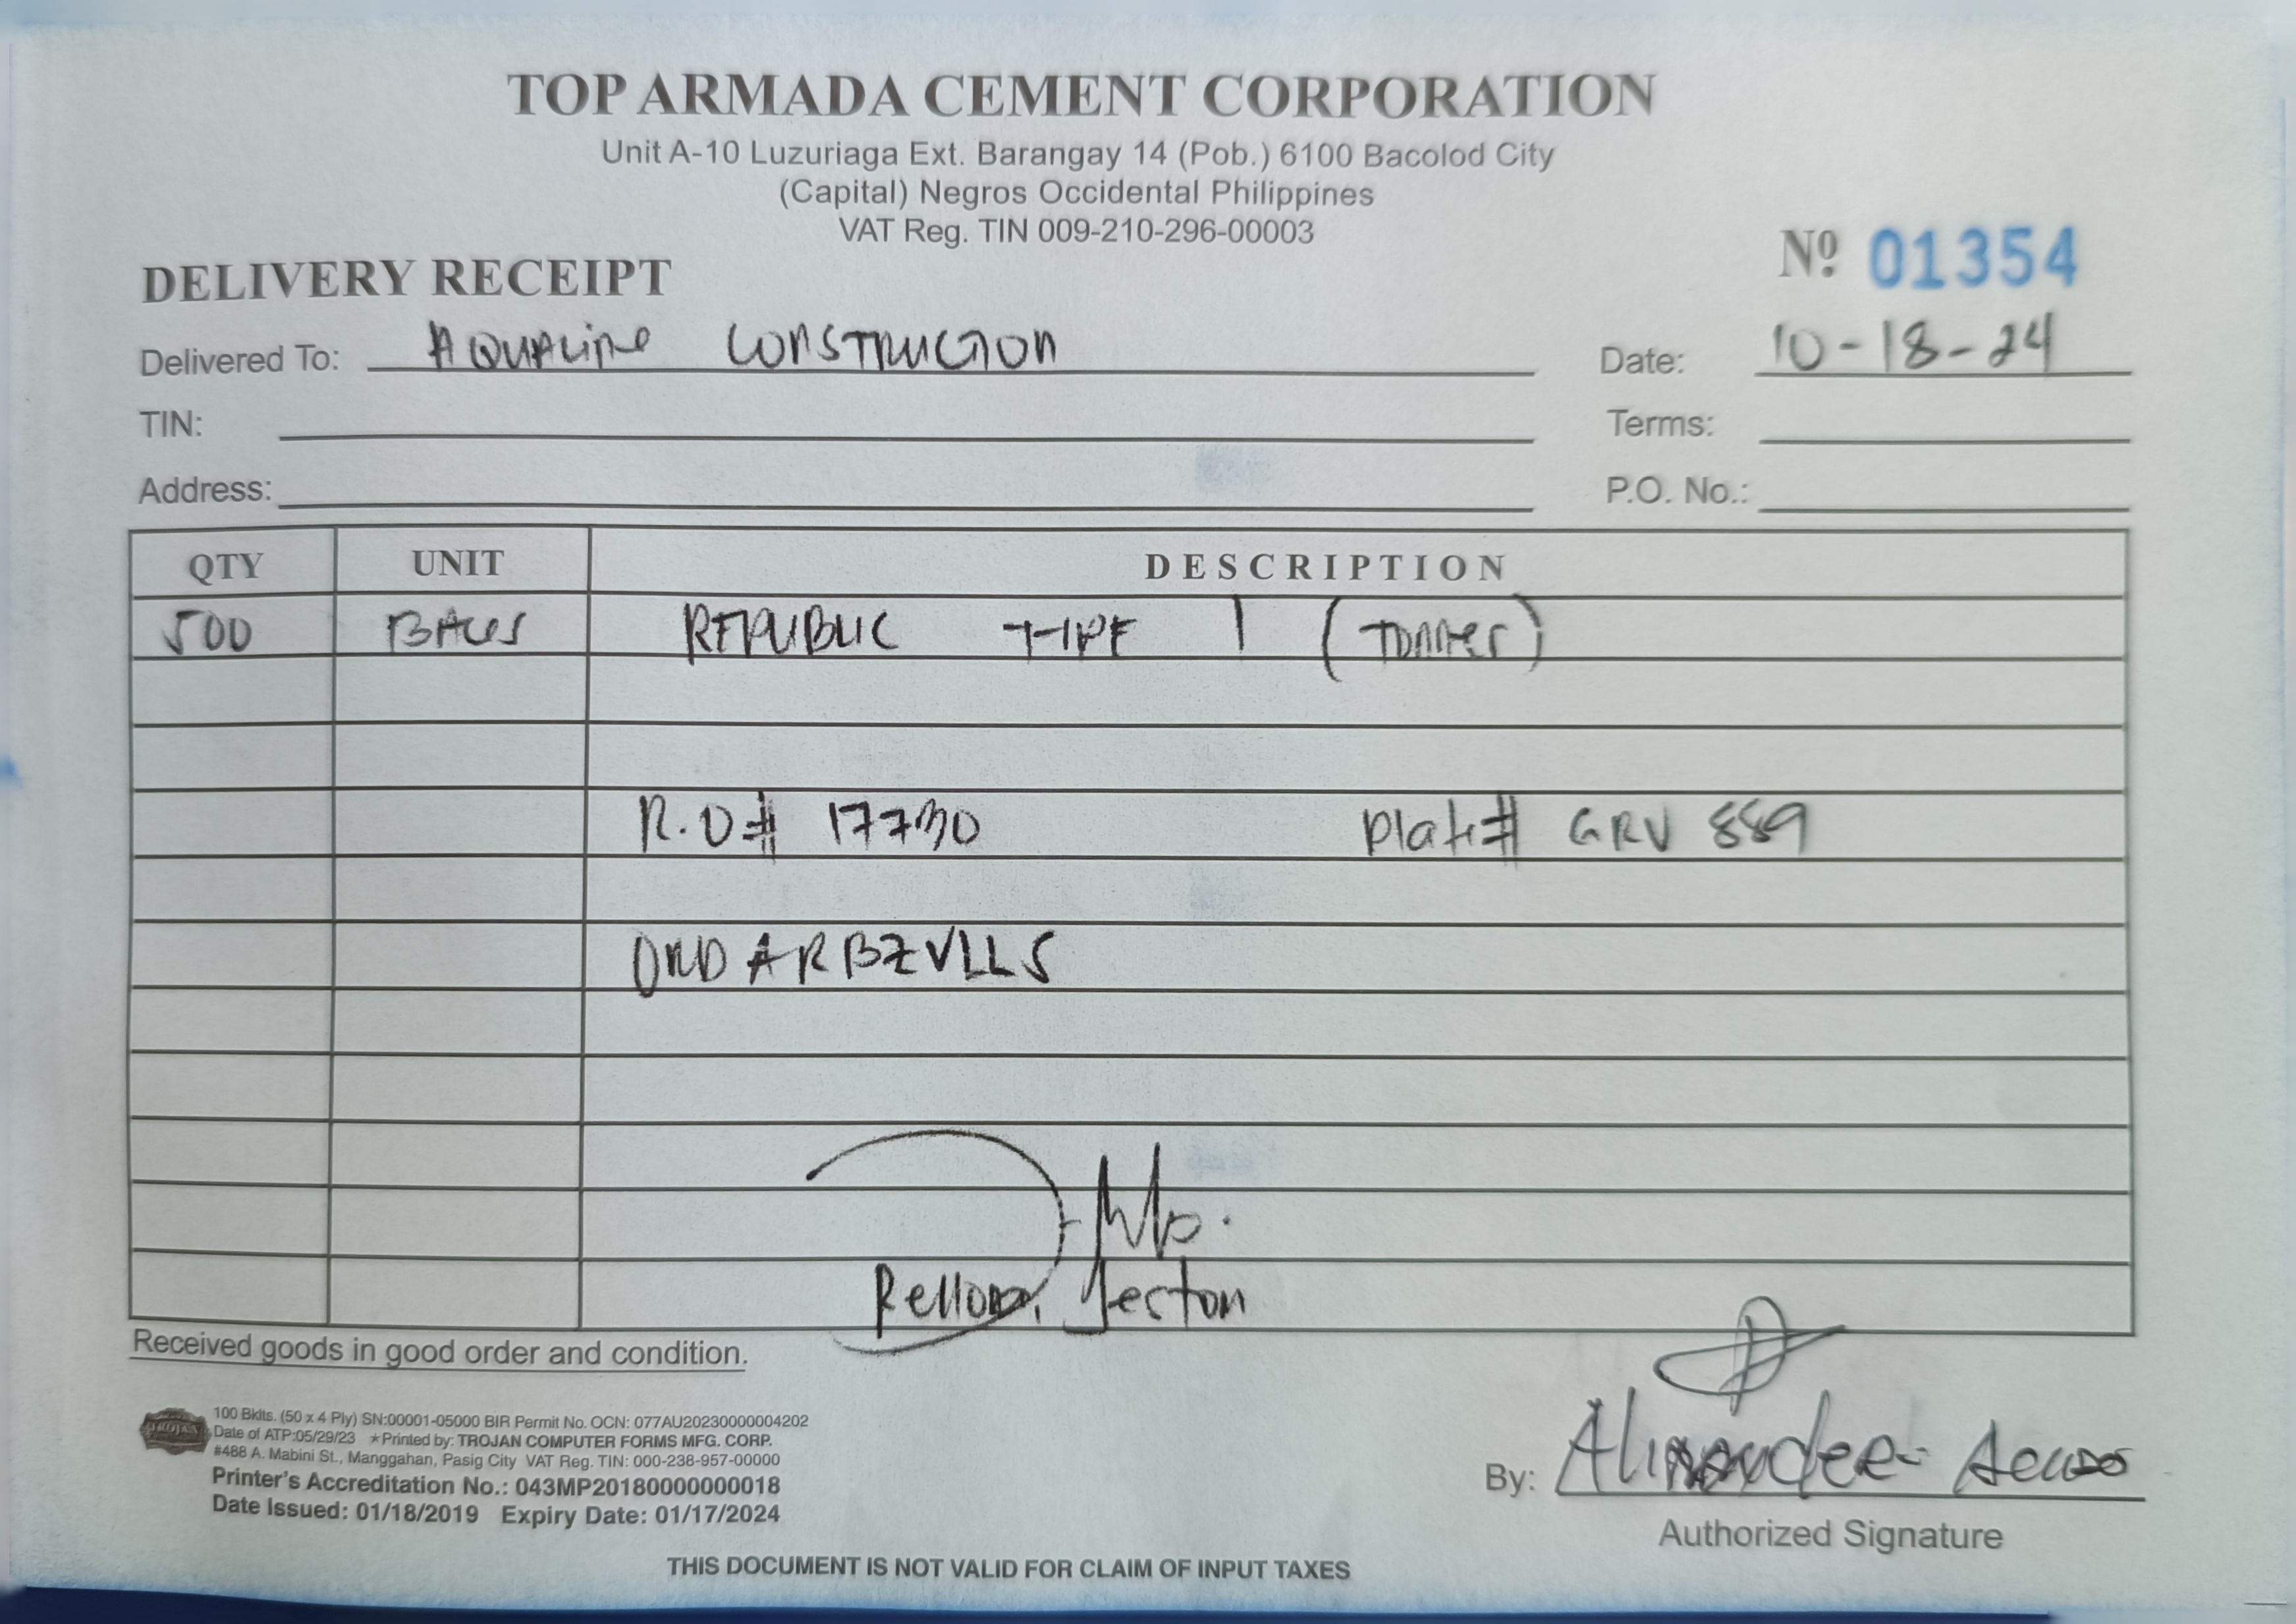 TOP ARMADA CEMENT CORPORATION
Unit A-10 Luzuriaga Ext. Barangay 14 (Pob.) 6100 Bacolod City
(Capital) Negros Occidental Philippines
VAT Reg. TIN 009-210-296-00003
Nº 01354
DELIVERY RECEIPT
Delivered To: AQUALINE CONSTRUCTION Date: 10-18-24
TIN: Terms:
Address: P.O. No.:
QTY UNIT DESCRIPTION
500 BAGS REPUBLIC TYPE 1 (TONNER)
R.O# 17730 Plate# GRV 889
Jecton
Received goods in good order and condition.
TROJAN
100 Bklts. (50 x 4 Ply) SN:00001-05000 BIR Permit No. OCN: 077AU20230000004202
Date of ATP:05/29/23 ★Printed by: TROJAN COMPUTER FORMS MFG. CORP.
#488 A. Mabini St., Manggahan, Pasig City VAT Reg. TIN: 000-238-957-00000
Printer's Accreditation No.: 043MP20180000000018
Date Issued: 01/18/2019 Expiry Date: 01/17/2024
By:
Authorized Signature
THIS DOCUMENT IS NOT VALID FOR CLAIM OF INPUT TAXES